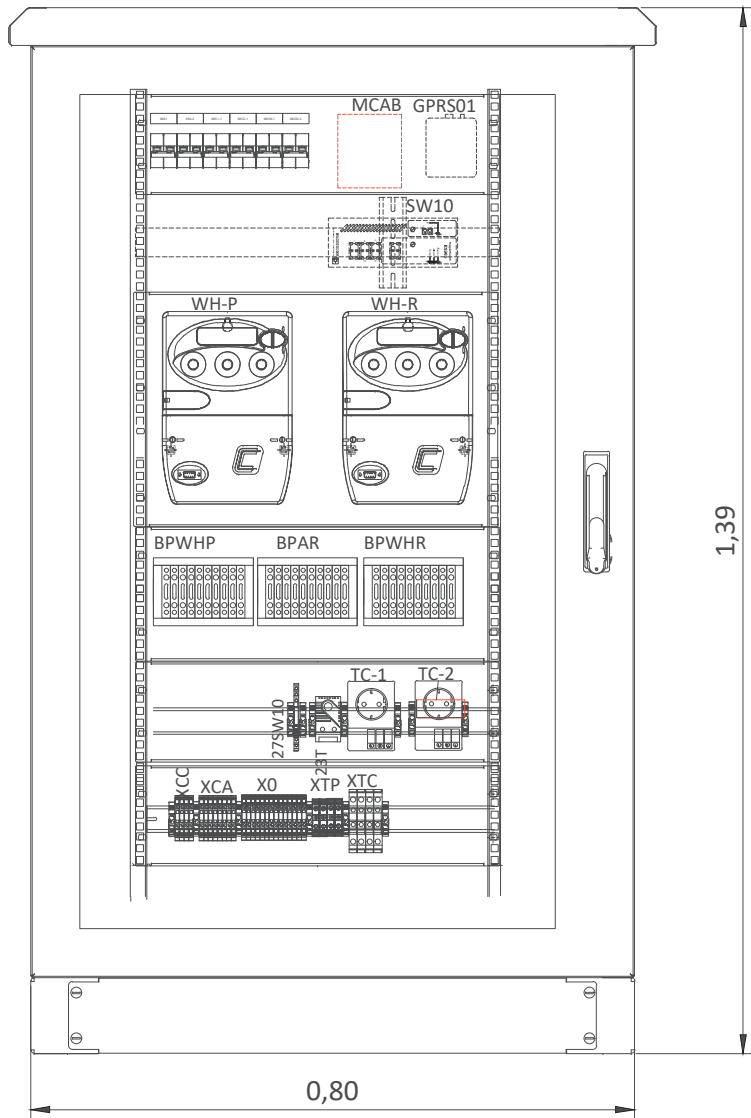 MCAB
GPRS01
SW10
WH-P
WH-R
BPWHP
BPAR
BPWHR
TC-1
TC-2
27SW10
23T
XCC
XCA
X0
XTP
XTC
1,39
0,80